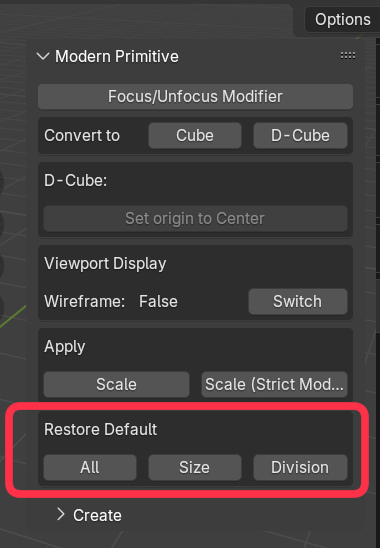 Options
Modern Primitive
Focus/Unfocus Modifier
Convert to Cube D-Cube
D-Cube:
Set origin to Center
Viewport Display
Wireframe: False Switch
Apply
Scale Scale (Strict Mod...
Restore Default
All Size Division
Create